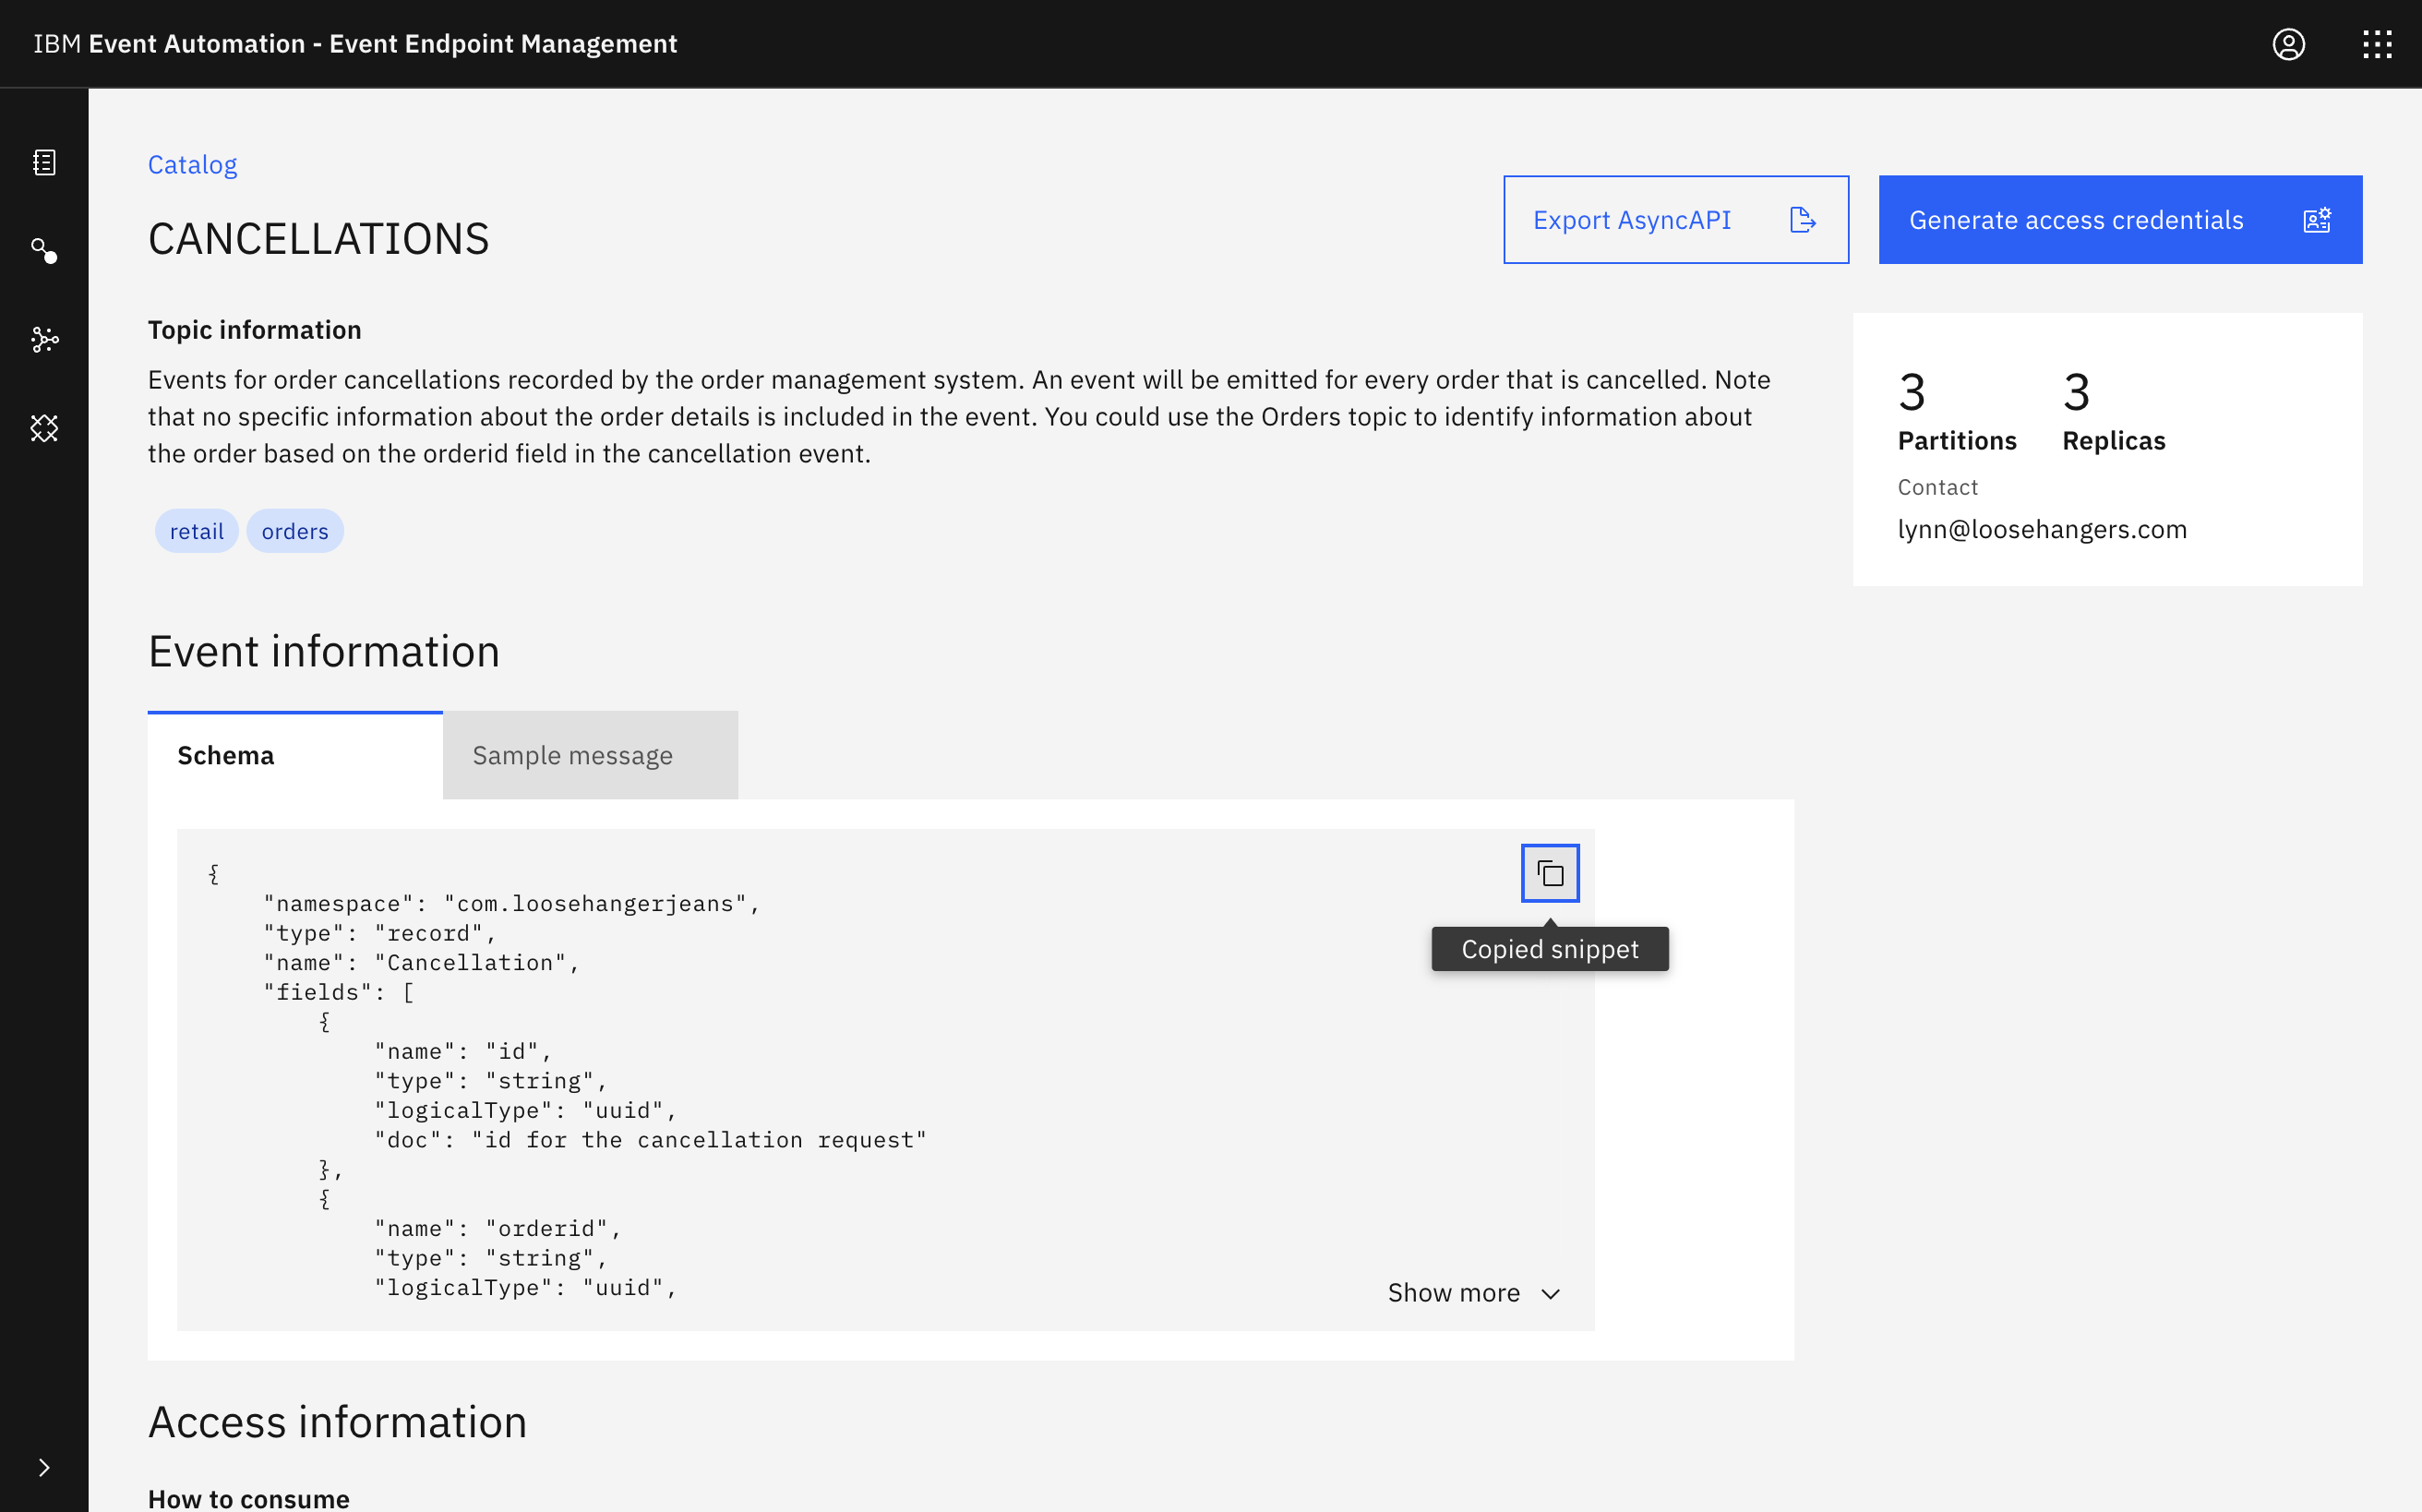 IBM Event Automation - Event Endpoint Management
Catalog
CANCELLATIONS
Export AsyncAPI
Generate access credentials
Topic information
Events for order cancellations recorded by the order management system. An event will be emitted for every order that is cancelled. Note
that no specific information about the order details is included in the event. You could use the Orders topic to identify information about
the order based on the orderid field in the cancellation event.
retail orders
3 3
Partitions Replicas
Contact
lynn@loosehangers.com
Event information
Schema
Sample message
{
    "namespace": "com.loosehangerjeans",
    "type": "record",
    "name": "Cancellation",
    "fields": [
        {
            "name": "id",
            "type": "string",
            "logicalType": "uuid",
            "doc": "id for the cancellation request"
        },
        {
            "name": "orderid",
            "type": "string",
            "logicalType": "uuid",
Copied snippet
Show more
Access information
How to consume